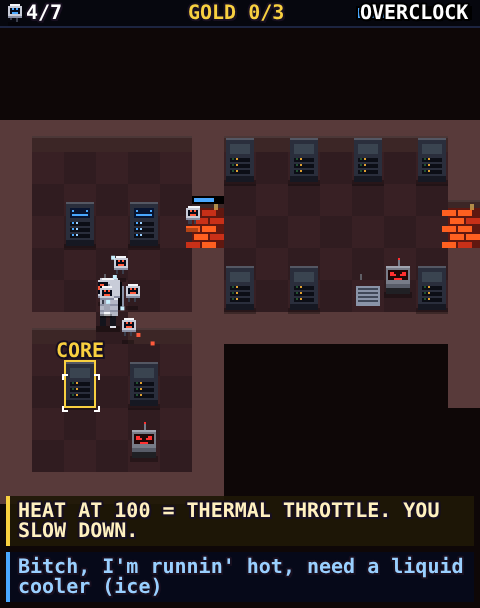 4/7 GOLD 0/3 OVERCLOCK
CORE
HEAT AT 100 = THERMAL THROTTLE. YOU
SLOW DOWN.
Bitch, I'm runnin' hot, need a liquid
cooler (ice)